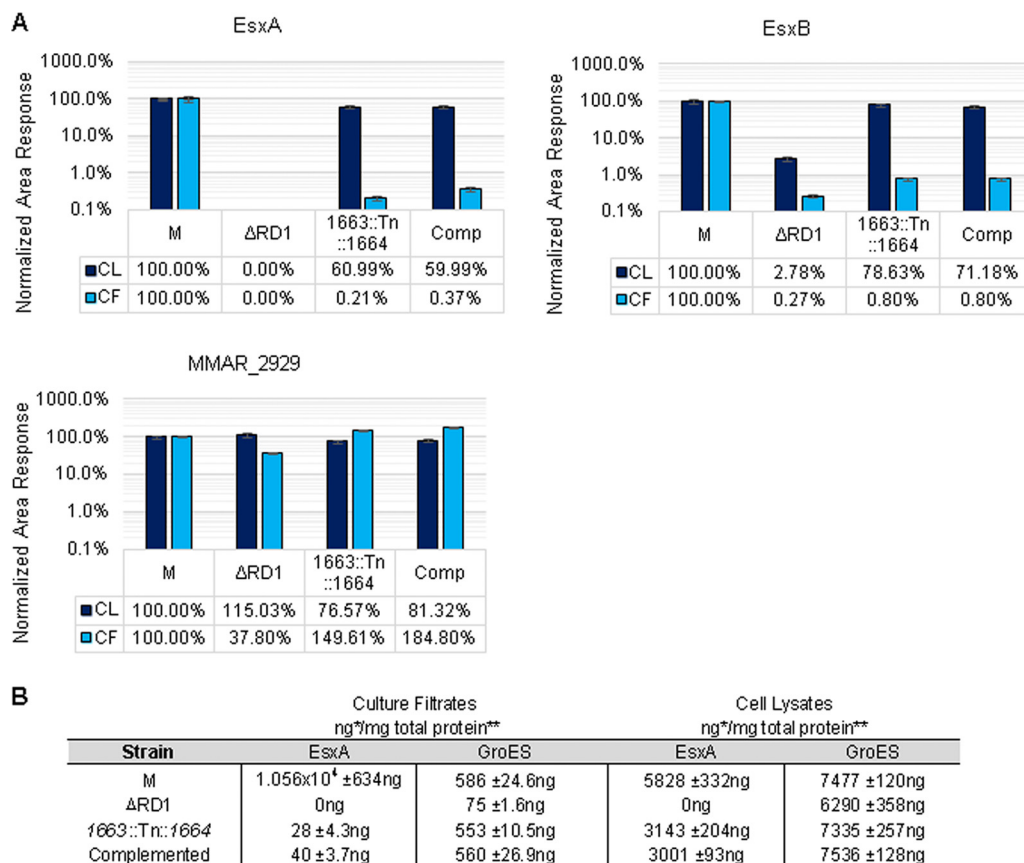 A
EsxA
Normalized Area Response
1000.0%
100.0%
10.0%
1.0%
0.1%
M ΔRD1 1663::Tn::1664 Comp
CL 100.00% 0.00% 60.99% 59.99%
CF 100.00% 0.00% 0.21% 0.37%
EsxB
Normalized Area Response
1000.0%
100.0%
10.0%
1.0%
0.1%
M ΔRD1 1663::Tn::1664 Comp
CL 100.00% 2.78% 78.63% 71.18%
CF 100.00% 0.27% 0.80% 0.80%
MMAR_2929
Normalized Area Response
1000.0%
100.0%
10.0%
1.0%
0.1%
M ΔRD1 1663::Tn::1664 Comp
CL 100.00% 115.03% 76.57% 81.32%
CF 100.00% 37.80% 149.61% 184.80%
B
Culture Filtrates Cell Lysates
ng*/mg total protein** ng*/mg total protein**
Strain EsxA GroES EsxA GroES
M 1.056x10⁴ ±634ng 586 ±24.6ng 5828 ±332ng 7477 ±120ng
ΔRD1 0ng 75 ±1.6ng 0ng 6290 ±358ng
1663::Tn::1664 28 ±4.3ng 553 ±10.5ng 3143 ±204ng 7335 ±257ng
Complemented 40 ±3.7ng 560 ±26.9ng 3001 ±93ng 7536 ±128ng